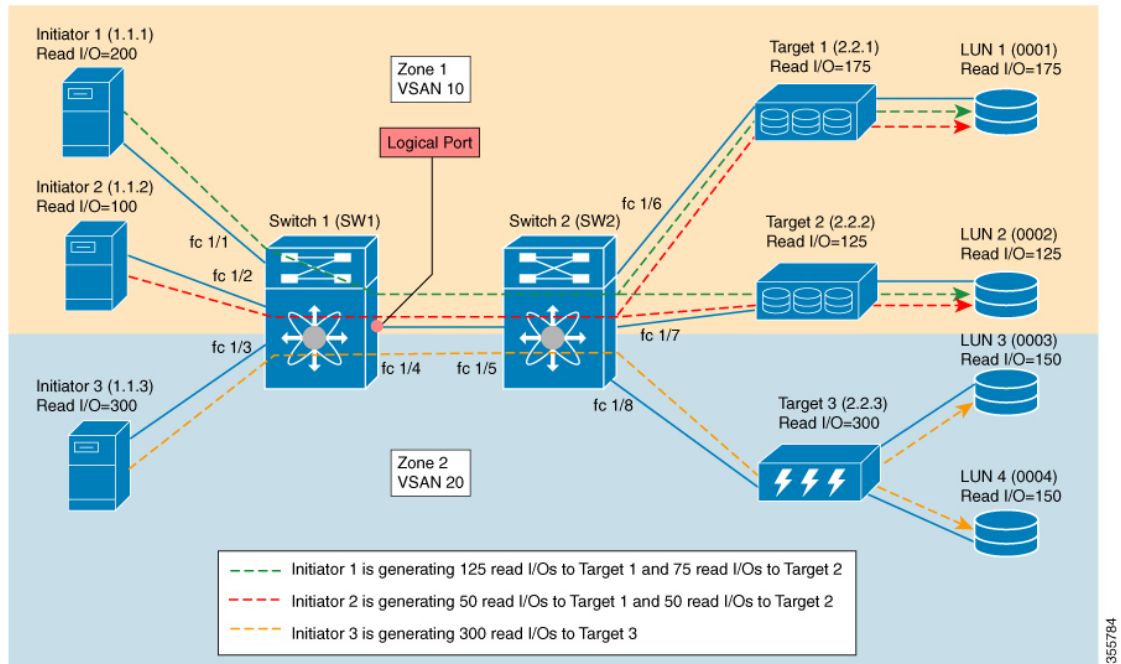 Initiator 1 (1.1.1)
Read I/O=200
Zone 1
VSAN 10
Target 1 (2.2.1)
Read I/O=175
LUN 1 (0001)
Read I/O=175
Logical Port
Initiator 2 (1.1.2)
Read I/O=100
Switch 1 (SW1)
Switch 2 (SW2)
fc 1/6
Target 2 (2.2.2)
Read I/O=125
LUN 2 (0002)
Read I/O=125
fc 1/1
fc 1/2
fc 1/3
fc 1/4
fc 1/5
fc 1/7
fc 1/8
Initiator 3 (1.1.3)
Read I/O=300
LUN 3 (0003)
Read I/O=150
Target 3 (2.2.3)
Read I/O=300
Zone 2
VSAN 20
LUN 4 (0004)
Read I/O=150
Initiator 1 is generating 125 read I/Os to Target 1 and 75 read I/Os to Target 2
Initiator 2 is generating 50 read I/Os to Target 1 and 50 read I/Os to Target 2
Initiator 3 is generating 300 read I/Os to Target 3
355784